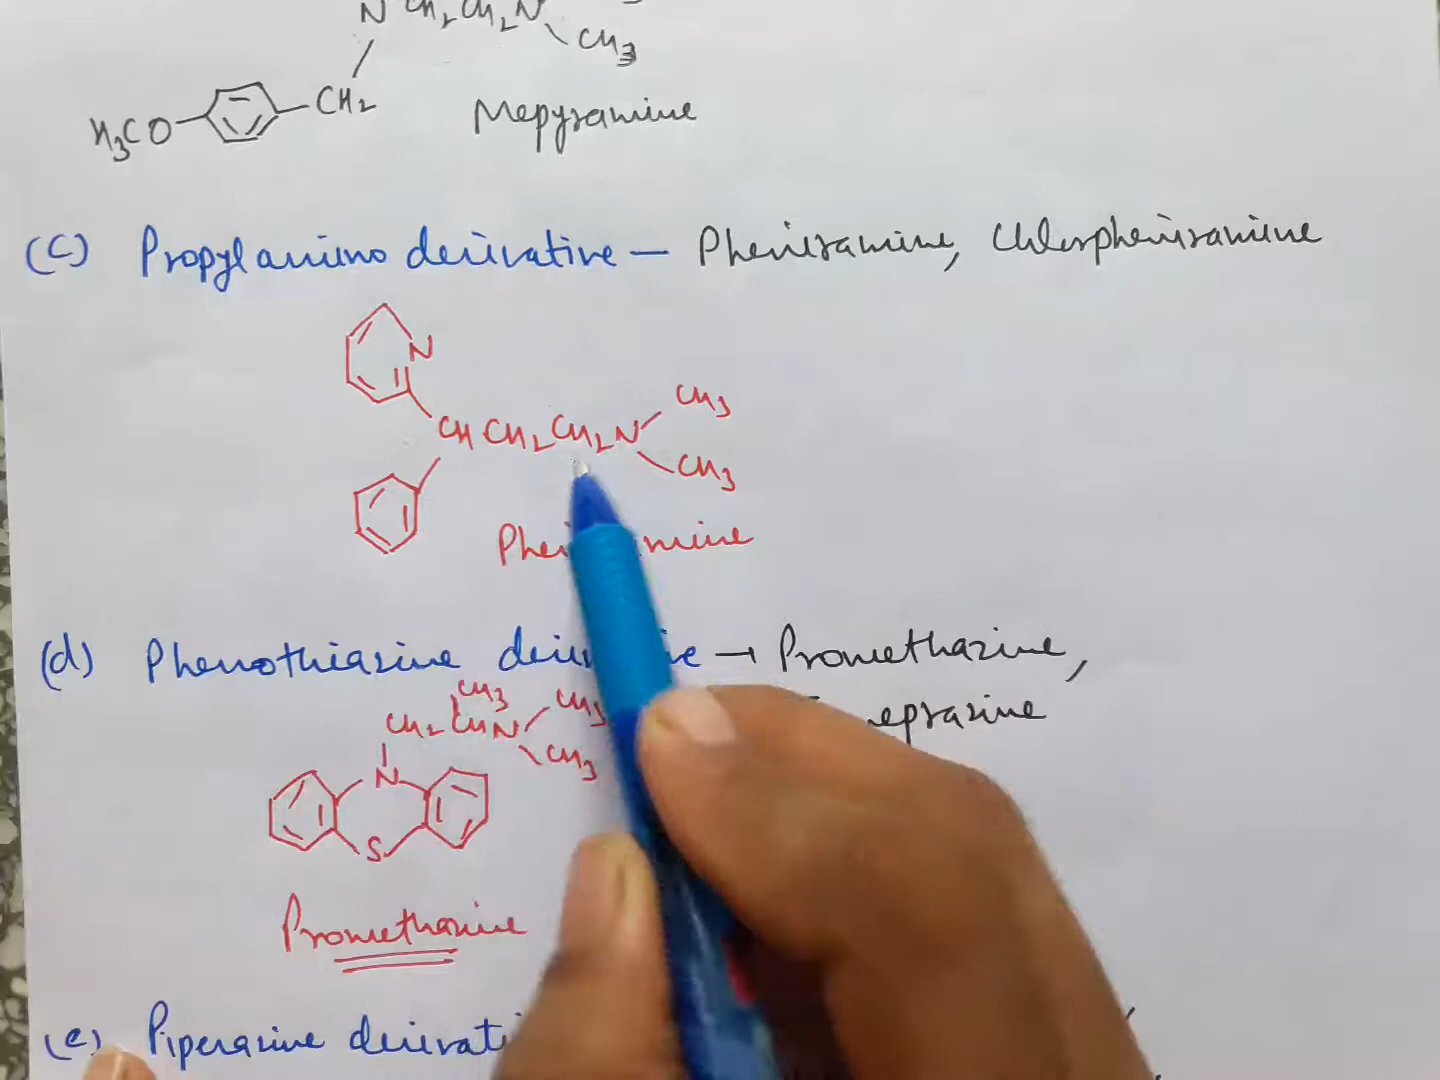 N CH2CH2N
CH3
H3CO CH2
Mepyramine
(c) Propylamino derivative — Pheniramine, Chlorpheniramine
N
CH3
CH CH2CH2N
CH3
(d) Phenothiazine → Promethazine,
CH3
CH2CHN CH3
CH3
N
S
Promethazine
(e) Piperazine